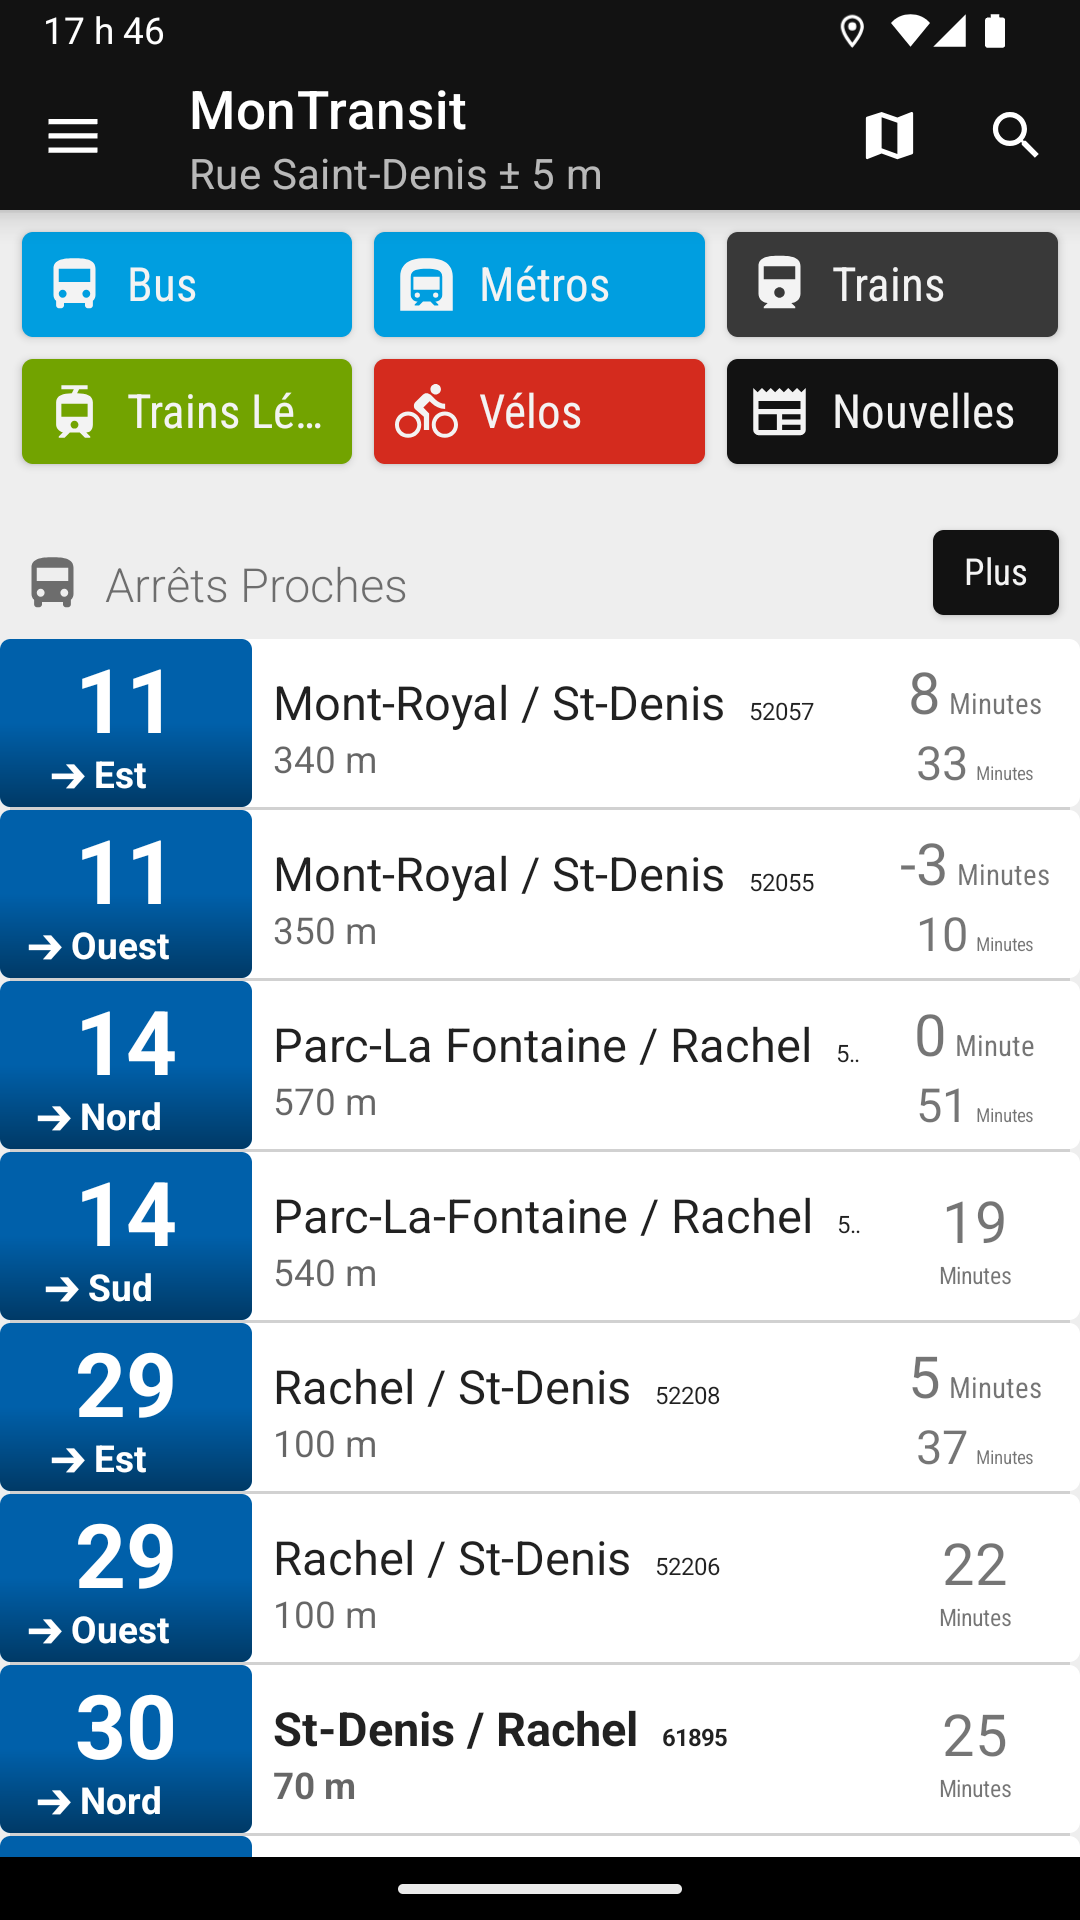 17 h 46
MonTransit
Rue Saint-Denis ± 5 m
Bus
Métros
Trains
Trains Lé...
Vélos
Nouvelles
Arrêts Proches
Plus
11
→ Est
Mont-Royal / St-Denis 52057
340 m
8 Minutes
33 Minutes
11
→ Ouest
Mont-Royal / St-Denis 52055
350 m
-3 Minutes
10 Minutes
14
→ Nord
Parc-La Fontaine / Rachel 5..
570 m
0 Minute
51 Minutes
14
→ Sud
Parc-La-Fontaine / Rachel 5..
540 m
19
Minutes
29
→ Est
Rachel / St-Denis 52208
100 m
5 Minutes
37 Minutes
29
→ Ouest
Rachel / St-Denis 52206
100 m
22
Minutes
30
→ Nord
St-Denis / Rachel 61895
70 m
25
Minutes